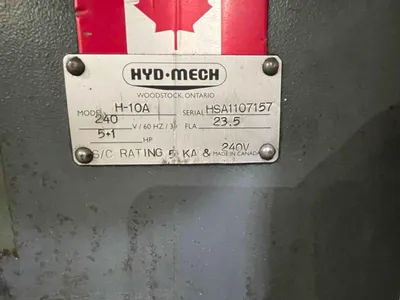 HYD·MECH
WOODSTOCK, ONTARIO
MODEL H-10A SERIAL HSA1107157
240 V / 60 HZ / 3 FLA 23.5
5+1 HP
S/C RATING 5 KA & 240V
MADE IN CANADA